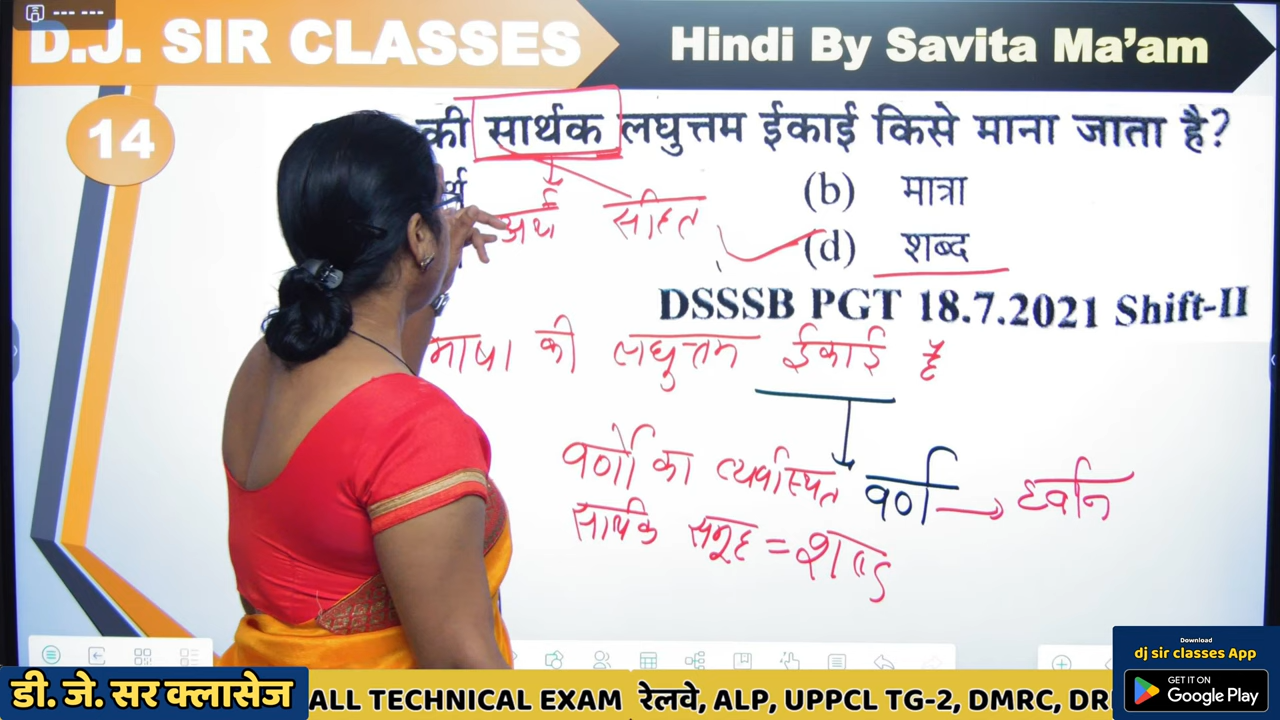 D.J. SIR CLASSES
Hindi By Savita Ma’am
14
की सार्थक लघुत्तम ईकाई किसे माना जाता है?
(b) मात्रा
अर्थ सहित
(d) शब्द
DSSSB PGT 18.7.2021 Shift-II
भाषा की लघुत्तम ईकाई है
वर्णो का व्यवस्थित
वर्ण → ध्वनि
सार्थक समूह = शब्द
Download
dj sir classes App
GET IT ON
Google Play
डी. जे. सर क्लासेज
ALL TECHNICAL EXAM रेलवे, ALP, UPPCL TG-2, DMRC, DR